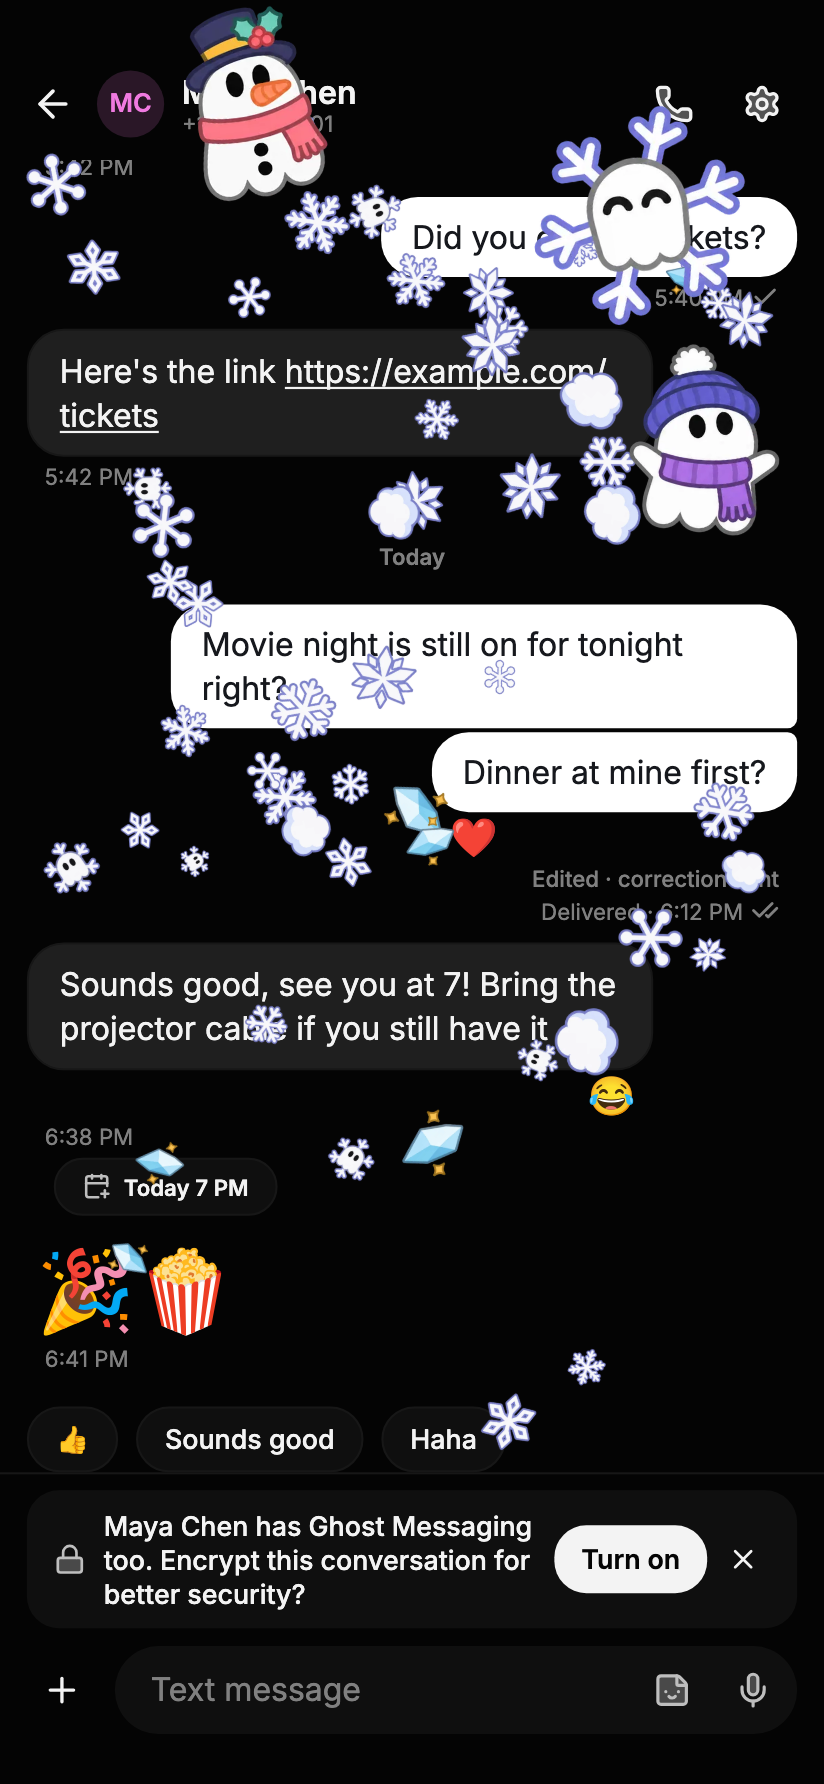 MC
hen
+
01
2 PM
Did you
kets?
5:40
Here's the link https://example.com/
tickets
5:42 PM
Today
Movie night is still on for tonight
right?
Dinner at mine first?
Edited · correction
Delivered · 6:12 PM
Sounds good, see you at 7! Bring the
projector if you still have it
6:38 PM
Today 7 PM
6:41 PM
Sounds good
Haha
Maya Chen has Ghost Messaging
too. Encrypt this conversation for
better security?
Turn on
Text message